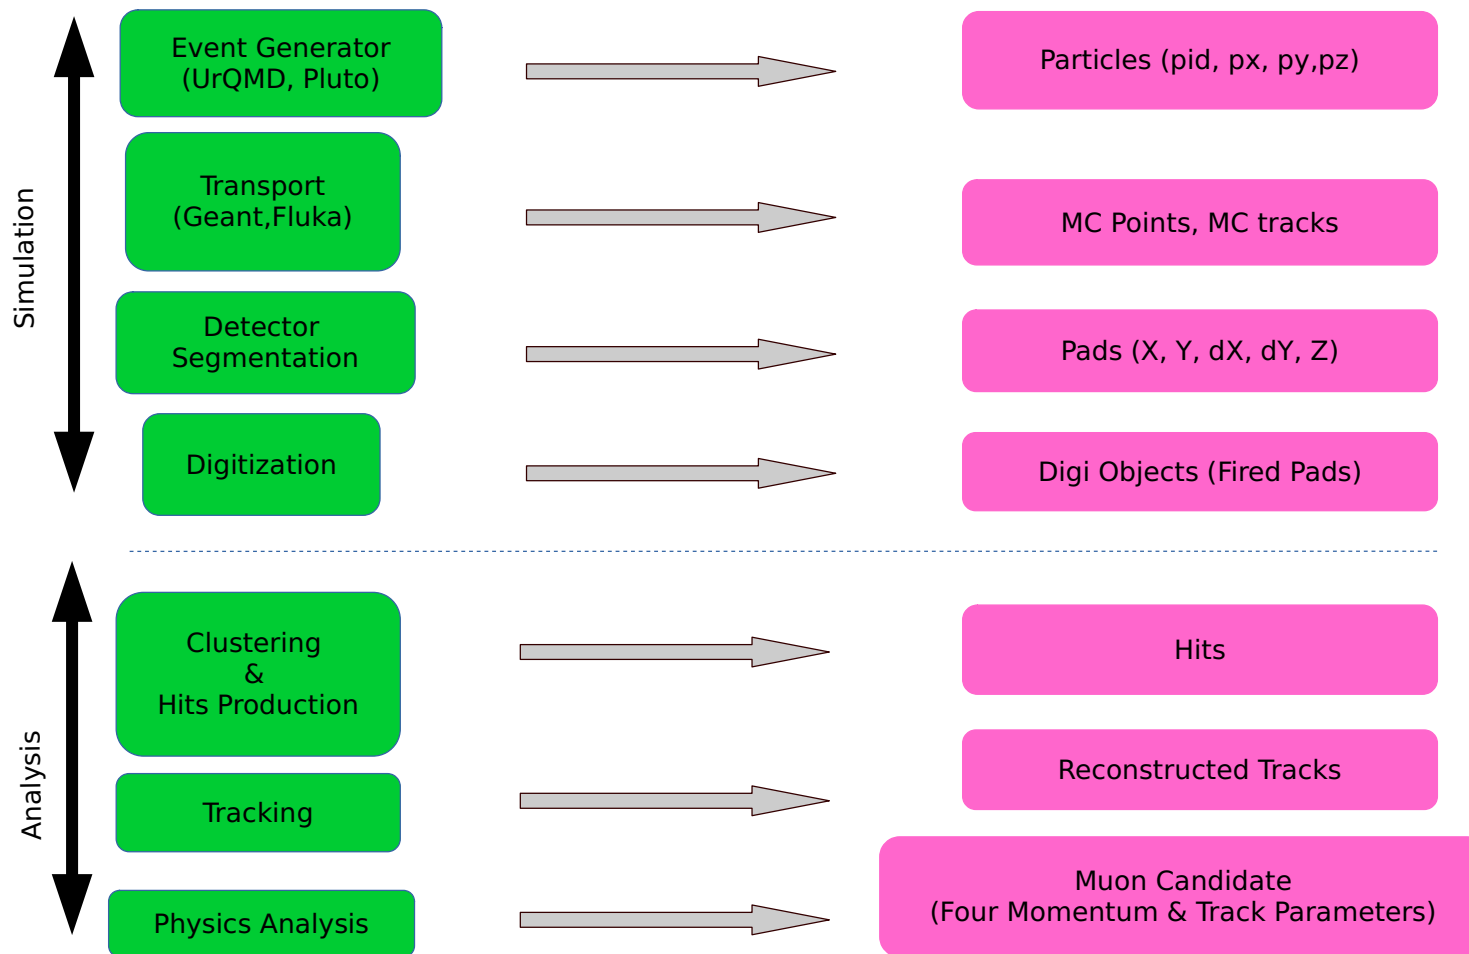 Simulation
Event Generator
(UrQMD, Pluto)
Particles (pid, px, py,pz)
Transport
(Geant,Fluka)
MC Points, MC tracks
Detector
Segmentation
Pads (X, Y, dX, dY, Z)
Digitization
Digi Objects (Fired Pads)
Analysis
Clustering
&
Hits Production
Hits
Tracking
Reconstructed Tracks
Physics Analysis
Muon Candidate
(Four Momentum & Track Parameters)